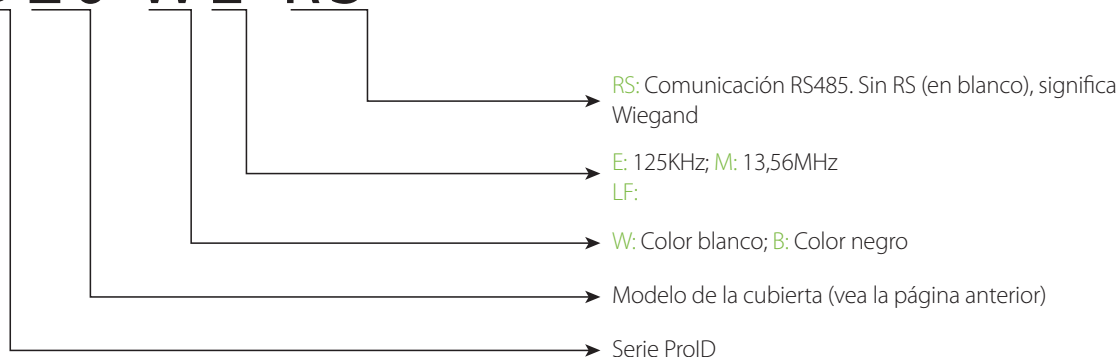 RS: Comunicación RS485. Sin RS (en blanco), significa
Wiegand
E: 125KHz; M: 13,56MHz
LF:
W: Color blanco; B: Color negro
Modelo de la cubierta (vea la página anterior)
Serie ProID